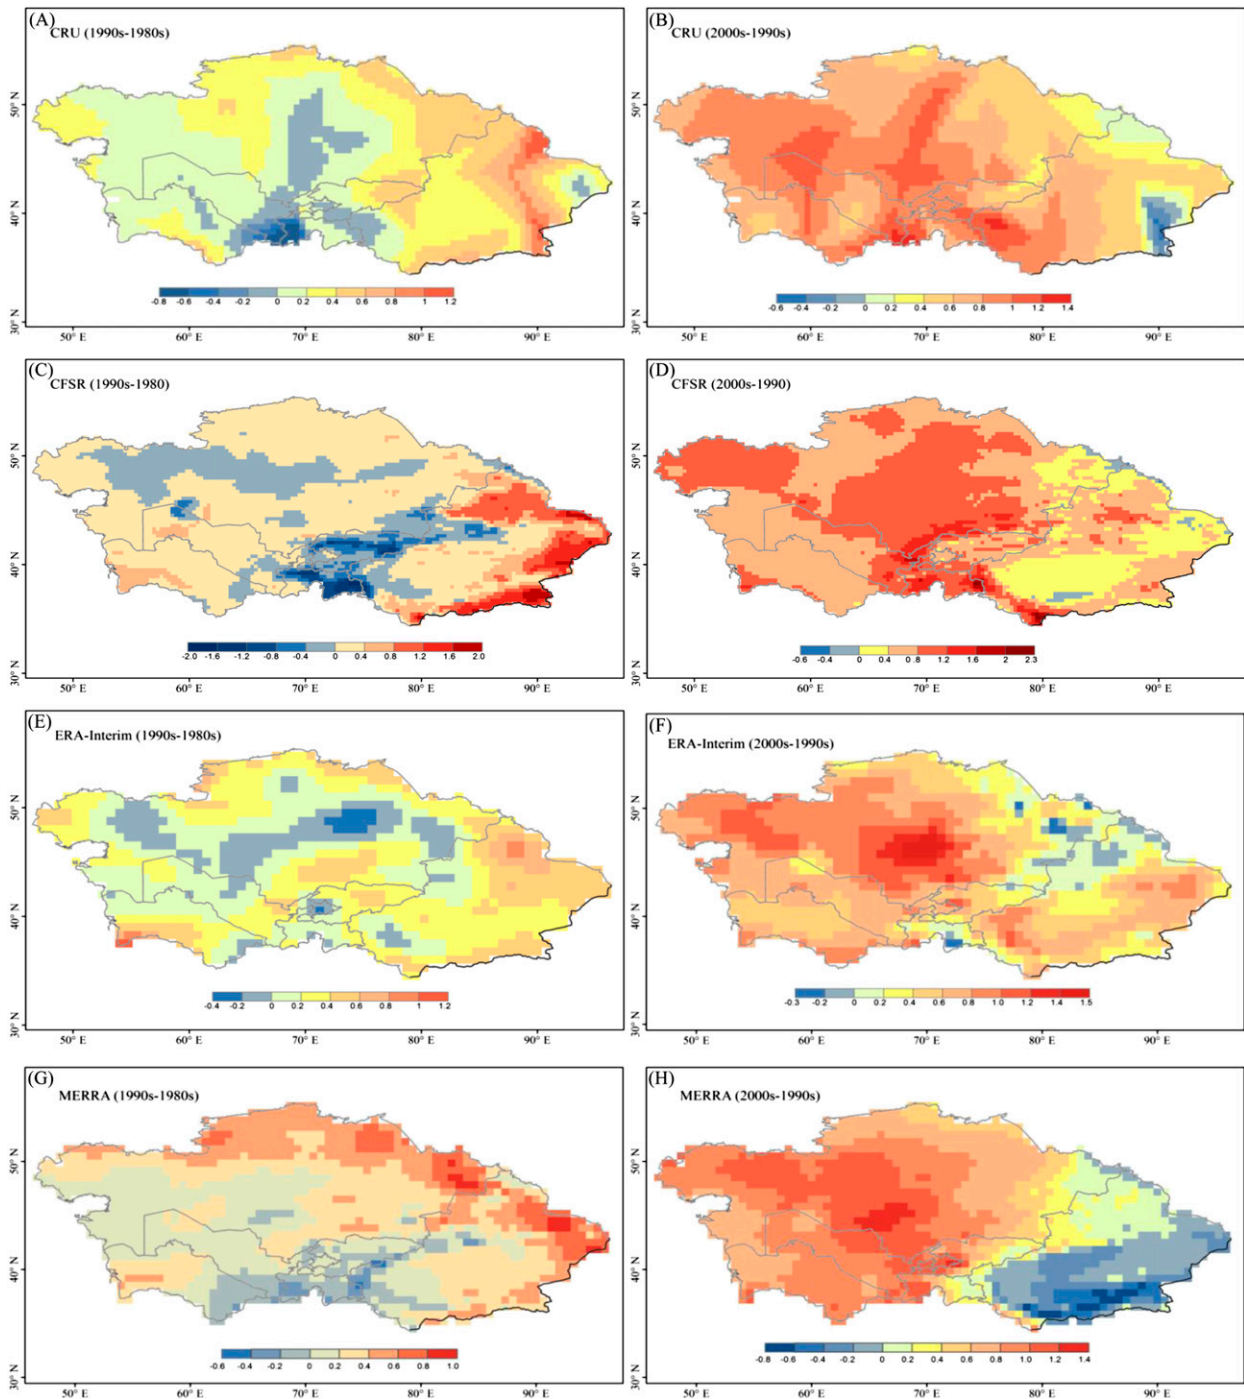 (A)
CRU (1990s-1980s)
50° N
40° N
30° N
-0.8 -0.6 -0.4 -0.2 0 0.2 0.4 0.6 0.8 1 1.2
50° E 60° E 70° E 80° E 90° E
(B)
CRU (2000s-1990s)
50° N
40° N
30° N
-0.6 -0.4 -0.2 0 0.2 0.4 0.6 0.8 1 1.2 1.4
50° E 60° E 70° E 80° E 90° E
(C)
CFSR (1990s-1980)
50° N
40° N
30° N
-2.0 -1.6 -0.8 -0.4 0 0.4 0.8 1.2 1.6 2.0
50° E 60° E 70° E 80° E 90° E
(D)
CFSR (2000s-1990)
50° N
40° N
30° N
-0.6 -0.4 0 0.4 0.8 1.2 1.6 2 2.3
50° E 60° E 70° E 80° E 90° E
(E)
ERA-Interim (1990s-1980s)
50° N
40° N
30° N
-0.4 -0.2 0 0.2 0.4 0.6 0.8 1 1.2
50° E 60° E 70° E 80° E 90° E
(F)
ERA-Interim (2000s-1990s)
50° N
40° N
30° N
-0.3 -0.2 0 0.2 0.4 0.6 0.8 1.0 1.4 1.5
50° E 60° E 70° E 80° E 90° E
(G)
MERRA (1990s-1980s)
50° N
40° N
30° N
-0.6 -0.4 -0.2 0 0.2 0.4 0.6 0.8 1.0
50° E 60° E 70° E 80° E 90° E
(H)
MERRA (2000s-1990s)
50° N
40° N
30° N
-0.8 -0.6 -0.4 -0.2 0 0.2 0.4 0.6 0.8 1 1.2 1.4
50° E 60° E 70° E 80° E 90° E